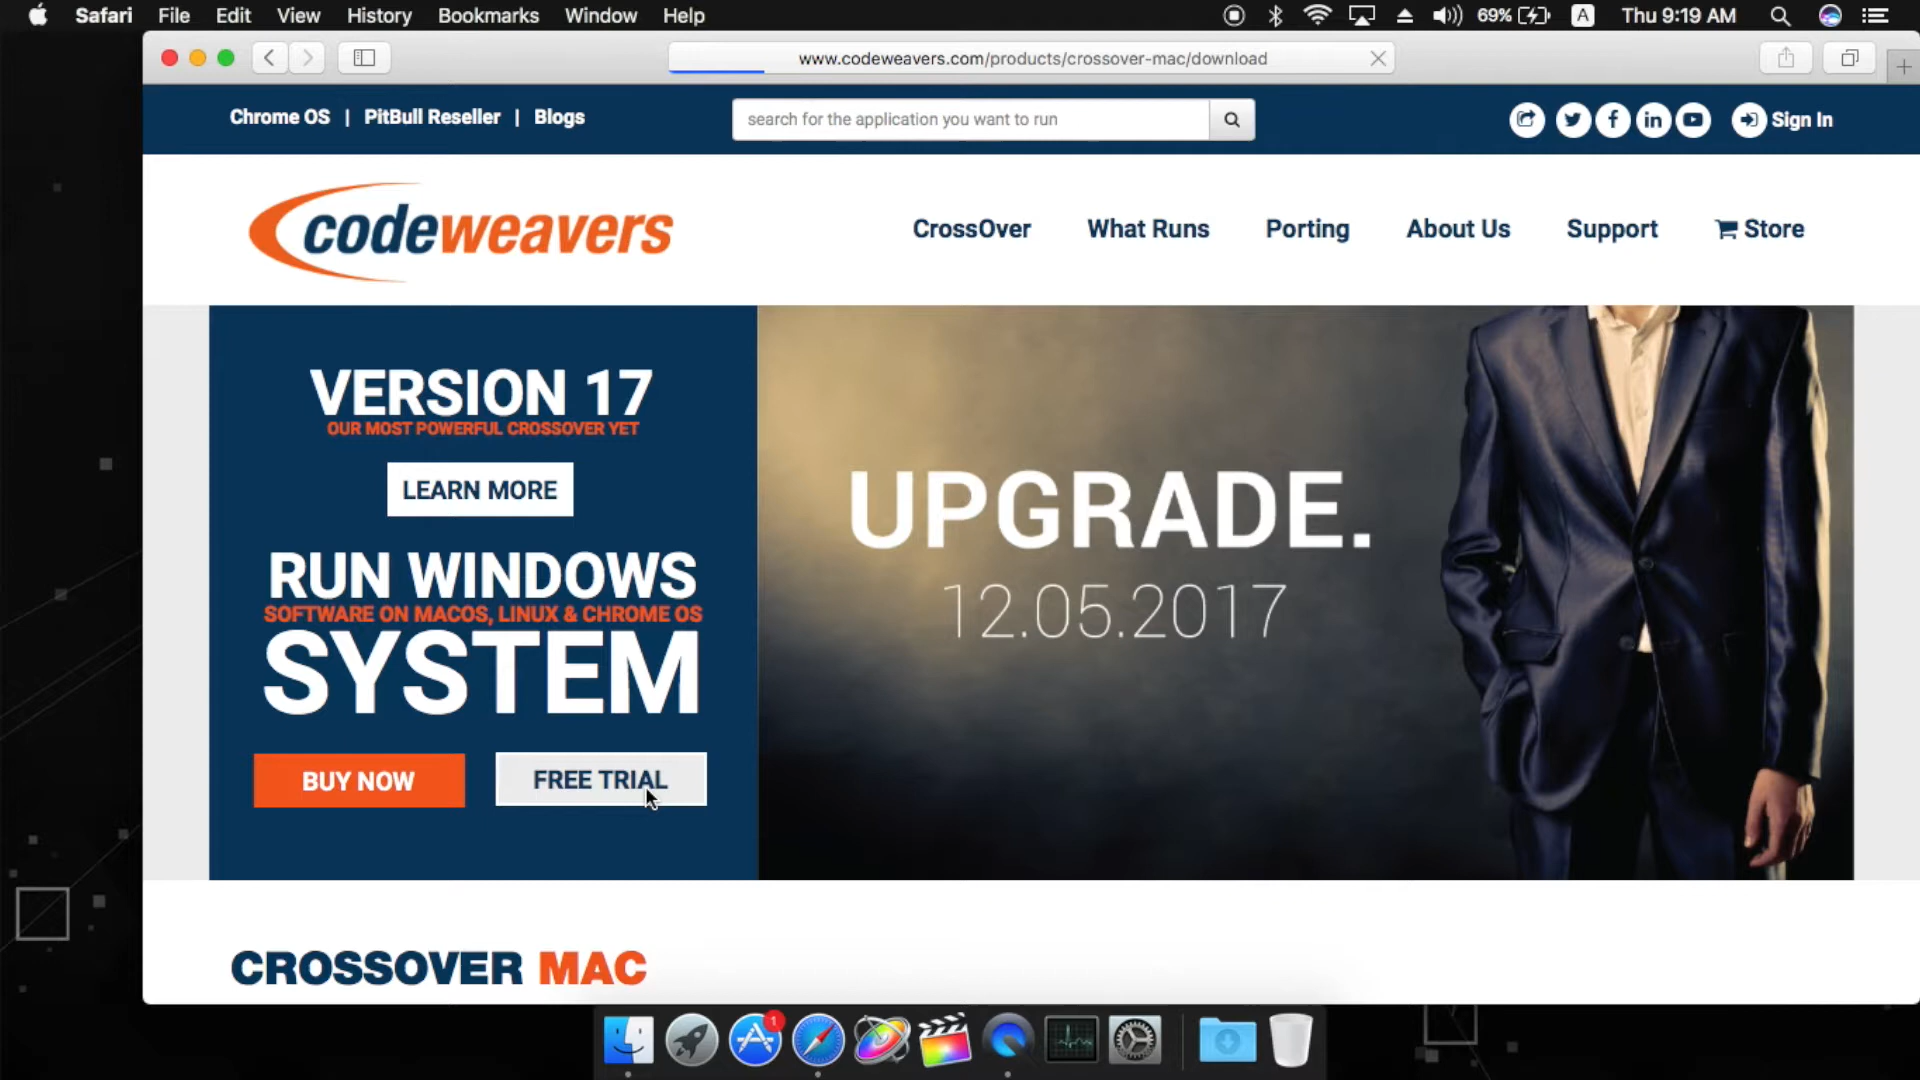 Safari File Edit View History Bookmarks Window Help 69% A Thu 9:19 AM
www.codeweavers.com/products/crossover-mac/download
Chrome OS | PitBull Reseller | Blogs search for the application you want to run Sign In
codeweavers CrossOver What Runs Porting About Us Support Store
VERSION 17
OUR MOST POWERFUL CROSSOVER YET
LEARN MORE
RUN WINDOWS
SOFTWARE ON MACOS, LINUX & CHROME OS
SYSTEM
BUY NOW FREE TRIAL
UPGRADE.
12.05.2017
CROSSOVER MAC
1